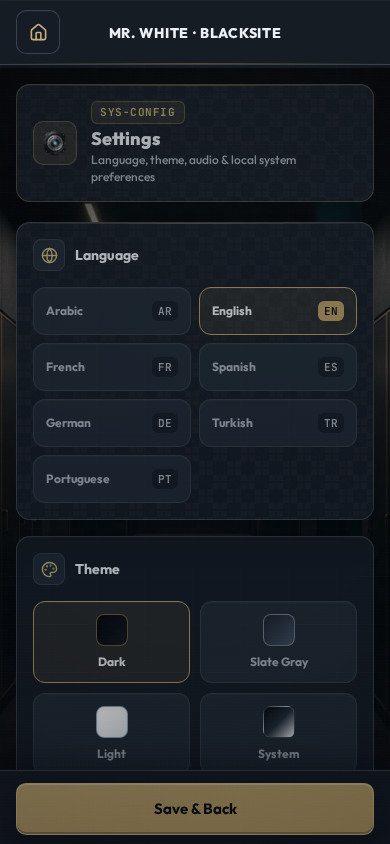 MR. WHITE · BLACKSITE
SYS-CONFIG
Settings
Language, theme, audio & local system
preferences
Language
Arabic AR
English EN
French FR
Spanish ES
German DE
Turkish TR
Portuguese PT
Theme
Dark
Slate Gray
Light
System
Save & Back